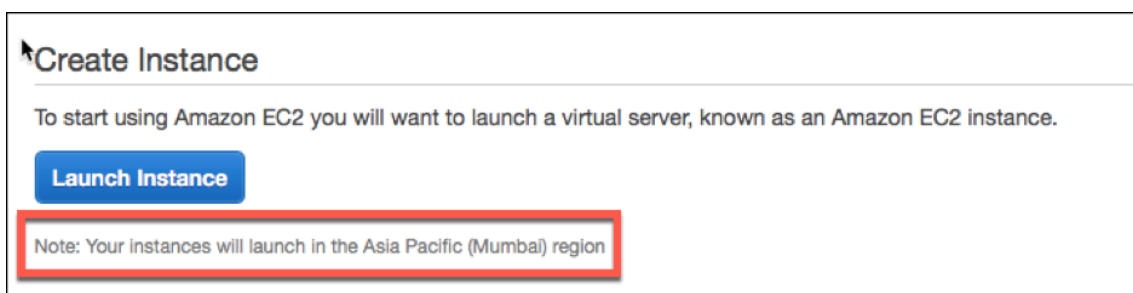 Create Instance
To start using Amazon EC2 you will want to launch a virtual server, known as an Amazon EC2 instance.
Launch Instance
Note: Your instances will launch in the Asia Pacific (Mumbai) region